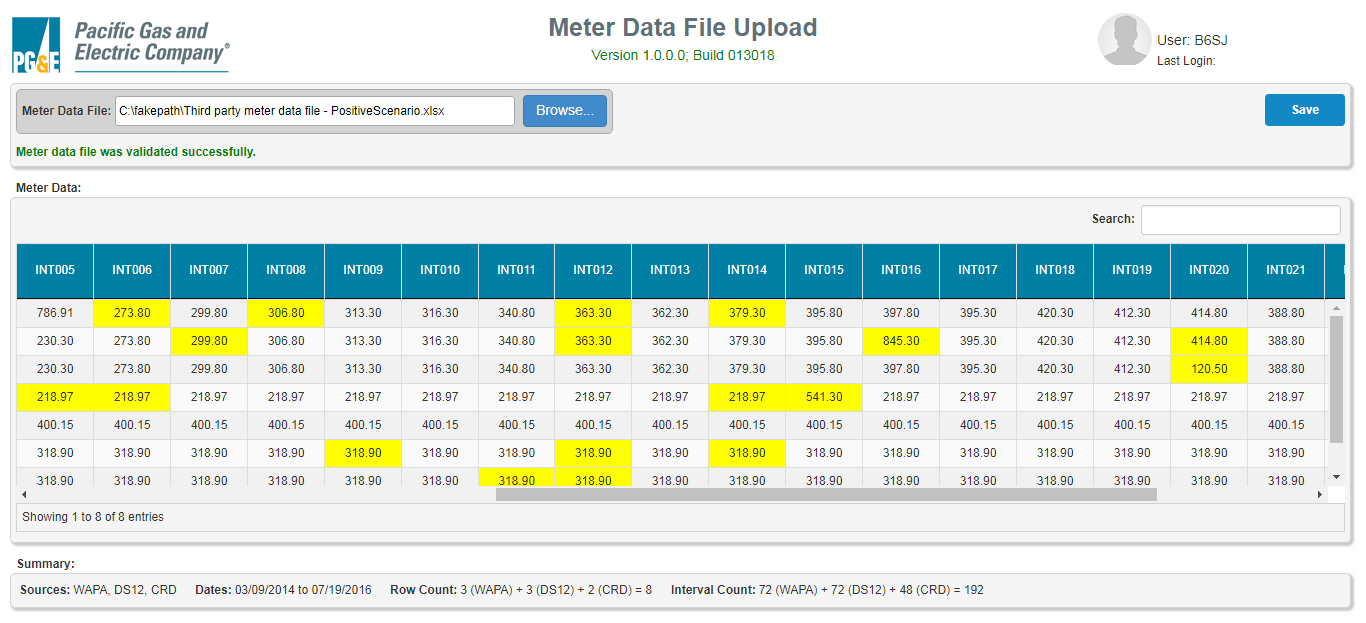 PG&E
Pacific Gas and
Electric Company®
Meter Data File Upload
Version 1.0.0.0; Build 013018
User: B6SJ
Last Login:
Meter Data File: C:\fakepath\Third party meter data file - PositiveScenario.xlsx Browse... Save
Meter data file was validated successfully.
Meter Data:
Search:
INT005 INT006 INT007 INT008 INT009 INT010 INT011 INT012 INT013 INT014 INT015 INT016 INT017 INT018 INT019 INT020 INT021
786.91 273.80 299.80 306.80 313.30 316.30 340.80 363.30 362.30 379.30 395.80 397.80 395.30 420.30 412.30 414.80 388.80
230.30 273.80 299.80 306.80 313.30 316.30 340.80 363.30 362.30 379.30 395.80 845.30 395.30 420.30 412.30 414.80 388.80
230.30 273.80 299.80 306.80 313.30 316.30 340.80 363.30 362.30 379.30 395.80 397.80 395.30 420.30 412.30 120.50 388.80
218.97 218.97 218.97 218.97 218.97 218.97 218.97 218.97 218.97 218.97 541.30 218.97 218.97 218.97 218.97 218.97 218.97
400.15 400.15 400.15 400.15 400.15 400.15 400.15 400.15 400.15 400.15 400.15 400.15 400.15 400.15 400.15 400.15 400.15
318.90 318.90 318.90 318.90 318.90 318.90 318.90 318.90 318.90 318.90 318.90 318.90 318.90 318.90 318.90 318.90 318.90
318.90 318.90 318.90 318.90 318.90 318.90 318.90 318.90 318.90 318.90 318.90 318.90 318.90 318.90 318.90 318.90 318.90
Showing 1 to 8 of 8 entries
Summary:
Sources: WAPA, DS12, CRD Dates: 03/09/2014 to 07/19/2016 Row Count: 3 (WAPA) + 3 (DS12) + 2 (CRD) = 8 Interval Count: 72 (WAPA) + 72 (DS12) + 48 (CRD) = 192